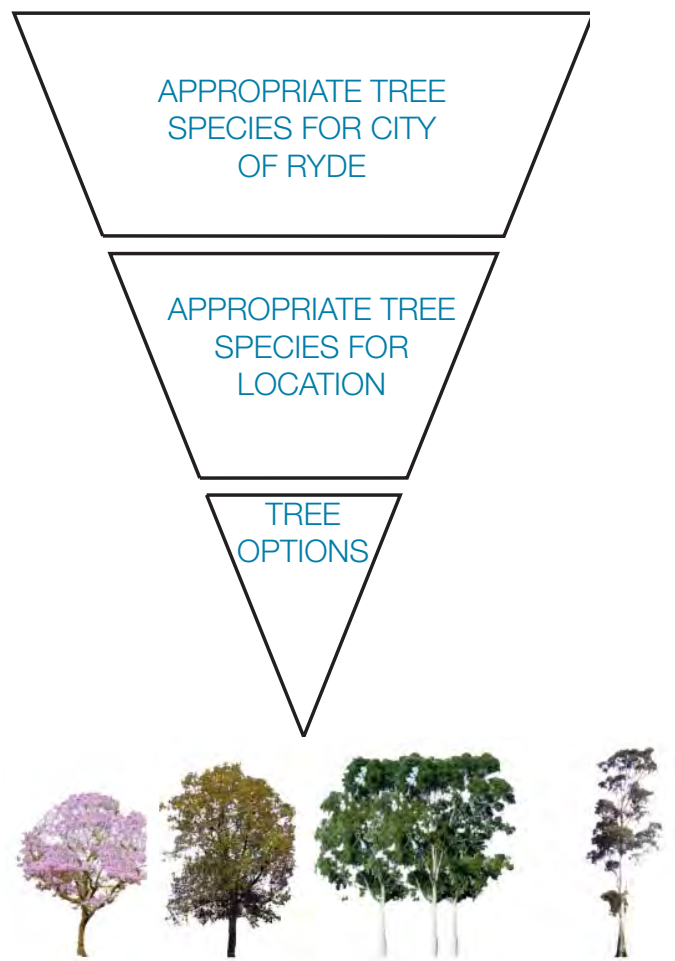 APPROPRIATE TREE
SPECIES FOR CITY
OF RYDE
APPROPRIATE TREE
SPECIES FOR
LOCATION
TREE
OPTIONS